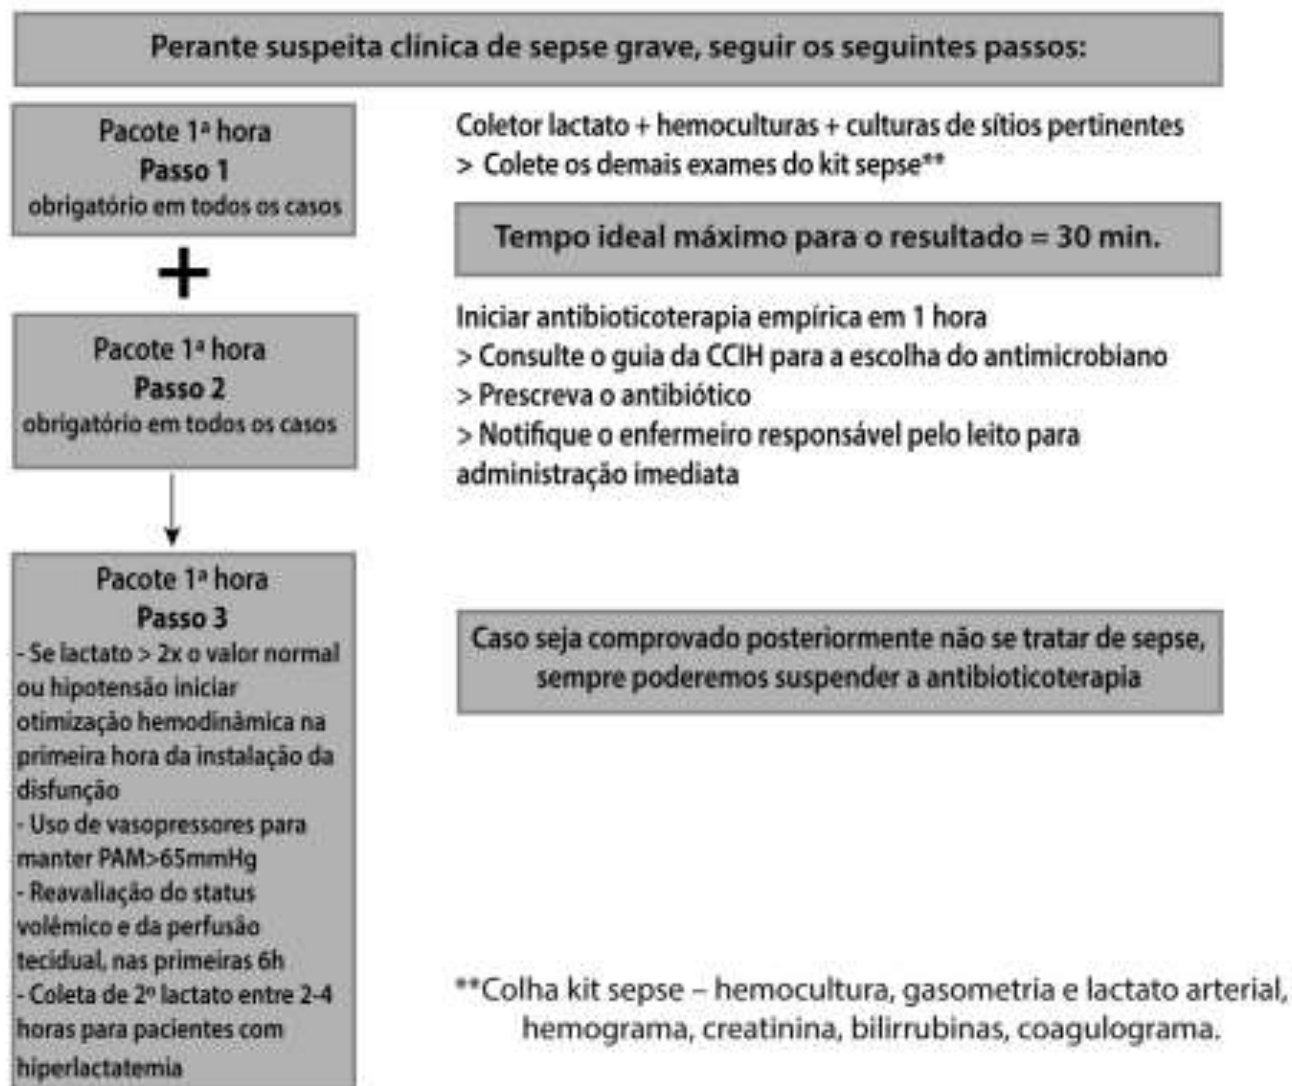 Perante suspeita clínica de sepse grave, seguir os seguintes passos:
Pacote 1ª hora
Passo 1
obrigatório em todos os casos
Coletor lactato + hemoculturas + culturas de sítios pertinentes
> Colete os demais exames do kit sepse**
Tempo ideal máximo para o resultado = 30 min.
+
Pacote 1ª hora
Passo 2
obrigatório em todos os casos
Iniciar antibioticoterapia empírica em 1 hora
> Consulte o guia da CCIH para a escolha do antimicrobiano
> Prescreva o antibiótico
> Notifique o enfermeiro responsável pelo leito para
administração imediata
Pacote 1ª hora
Passo 3
- Se lactato > 2x o valor normal
ou hipotensão iniciar
otimização hemodinâmica na
primeira hora da instalação da
disfunção
- Uso de vasopressores para
manter PAM>65mmHg
- Reavaliação do status
volêmico e da perfusão
tecidual, nas primeiras 6h
- Coleta de 2º lactato entre 2-4
horas para pacientes com
hiperlactatemia
Caso seja comprovado posteriormente não se tratar de sepse,
sempre poderemos suspender a antibioticoterapia
**Colha kit sepse – hemocultura, gasometria e lactato arterial,
hemograma, creatinina, bilirrubinas, coagulograma.